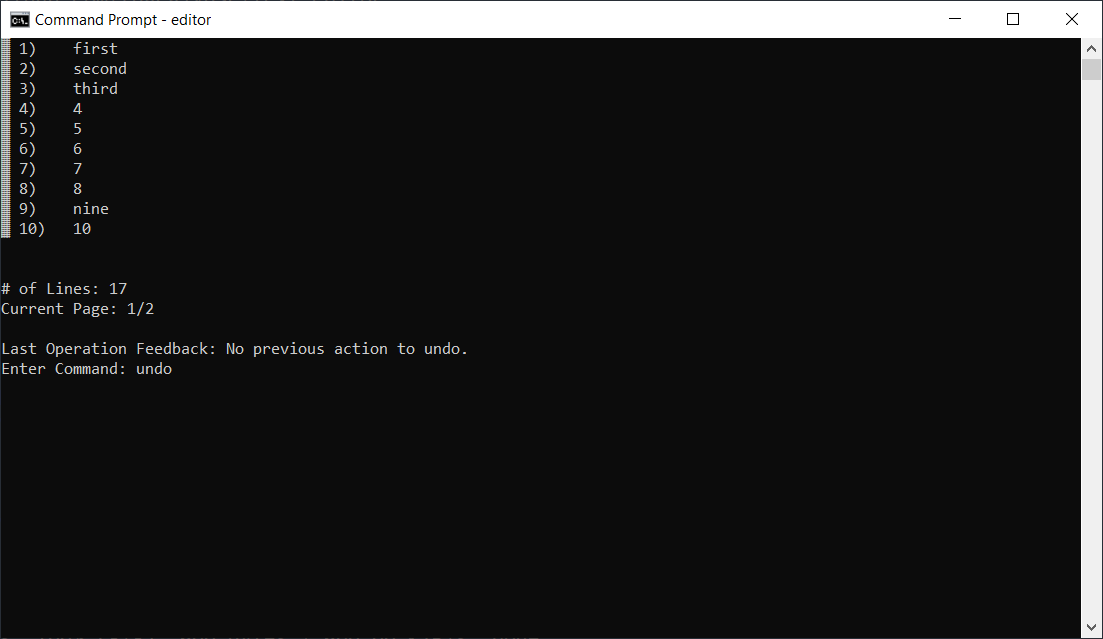 Command Prompt - editor
1) first
2) second
3) third
4) 4
5) 5
6) 6
7) 7
8) 8
9) nine
10) 10
# of Lines: 17
Current Page: 1/2
Last Operation Feedback: No previous action to undo.
Enter Command: undo